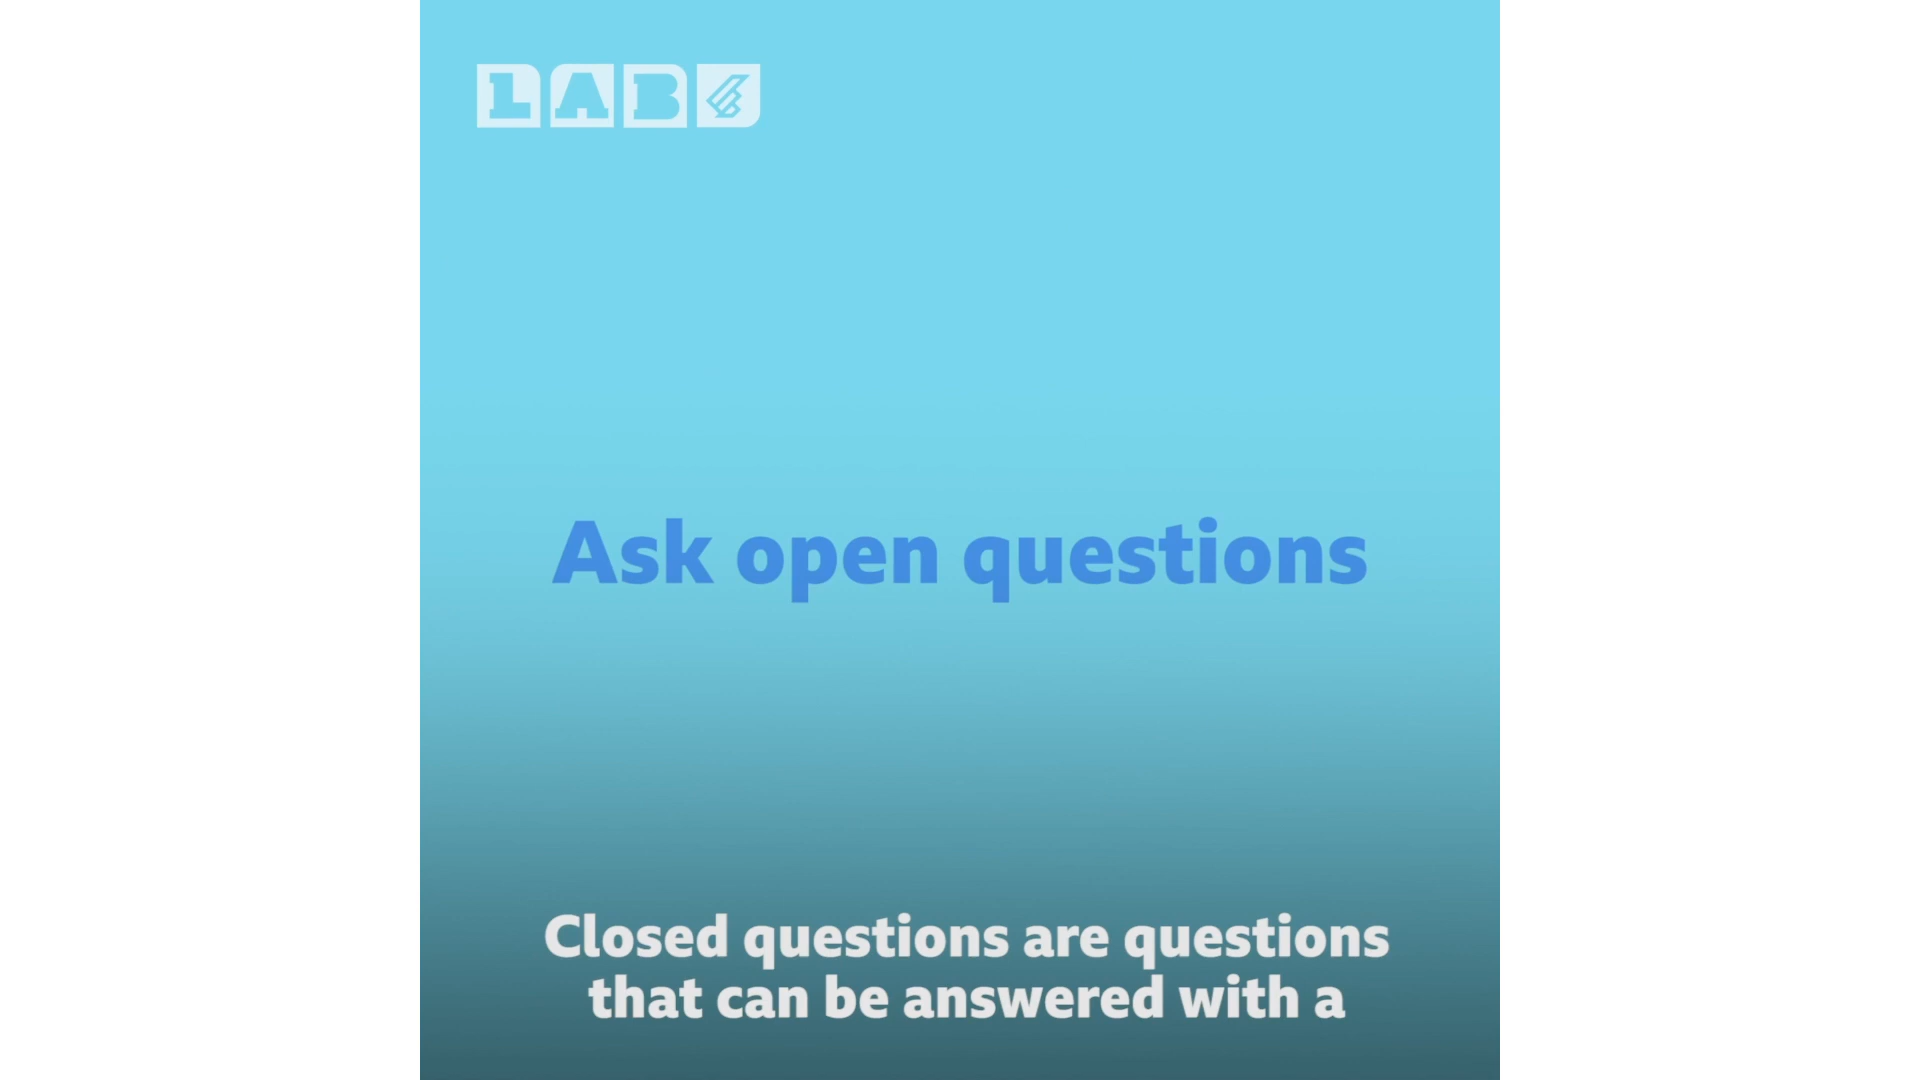 LAB
Ask open questions
Closed questions are questions
that can be answered with a